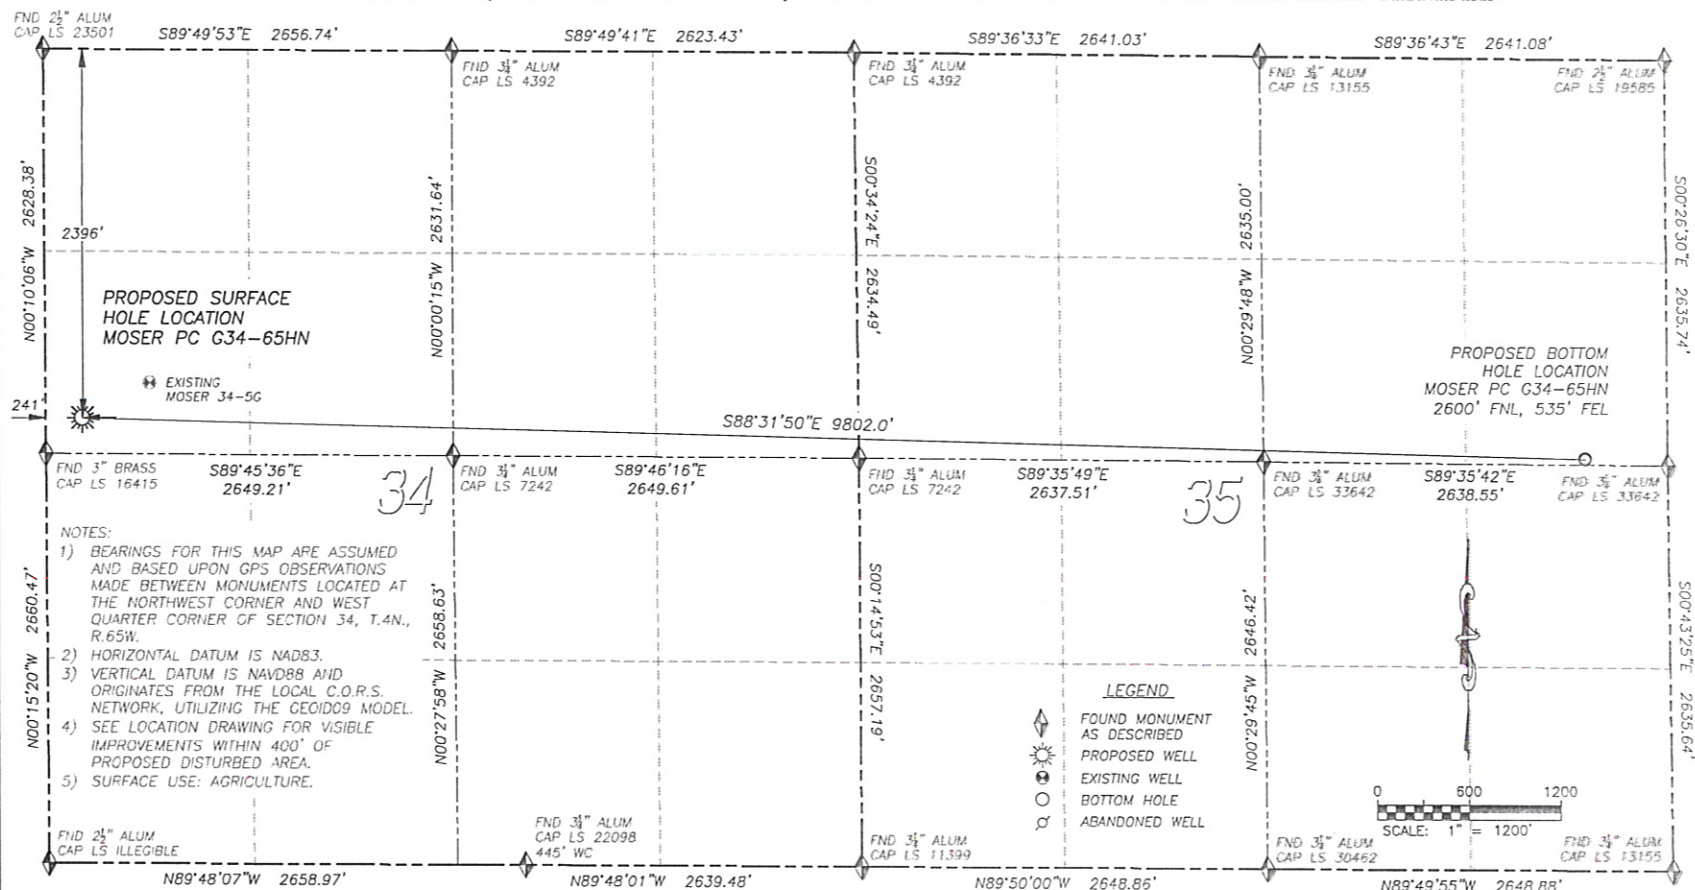 FND 2½" ALUM
CAP LS 23501
S89°49'53"E 2656.74'
S89°49'41"E 2623.43'
S89°36'33"E 2641.03'
S89°36'43"E 2641.08'
FND 3¼" ALUM
CAP LS 4392
FND 3¼" ALUM
CAP LS 4392
FND 3¼" ALUM
CAP LS 13155
FND 2½" ALUM
CAP LS 19585
N00°10'06"W 2628.38'
2396'
N00°00'15"W 2631.64'
S00°34'24"E 2634.49'
N00°29'48"W 2635.00'
S00°26'30"E 2635.74'
PROPOSED SURFACE
HOLE LOCATION
MOSER PC G34-65HN
EXISTING
MOSER 34-5G
241'
S88°31'50"E 9802.0'
PROPOSED BOTTOM
HOLE LOCATION
MOSER PC G34-65HN
2600' FNL, 535' FEL
FND 3" BRASS
CAP LS 16415
S89°45'36"E
2649.21'
34
FND 3¼" ALUM
CAP LS 7242
S89°46'16"E
2649.61'
FND 3¼" ALUM
CAP LS 7242
S89°35'49"E
2637.51'
35
FND 3¼" ALUM
CAP LS 33642
S89°35'42"E
2638.55'
FND 3¼" ALUM
CAP LS 33642
NOTES:
1) BEARINGS FOR THIS MAP ARE ASSUMED
AND BASED UPON GPS OBSERVATIONS
MADE BETWEEN MONUMENTS LOCATED AT
THE NORTHWEST CORNER AND WEST
QUARTER CORNER OF SECTION 34, T.4N.,
R.65W.
2) HORIZONTAL DATUM IS NAD83.
3) VERTICAL DATUM IS NAVD88 AND
ORIGINATES FROM THE LOCAL C.O.R.S.
NETWORK, UTILIZING THE GEOID09 MODEL.
4) SEE LOCATION DRAWING FOR VISIBLE
IMPROVEMENTS WITHIN 400' OF
PROPOSED DISTURBED AREA.
5) SURFACE USE: AGRICULTURE.
N00°15'20"W 2660.47'
N00°27'58"W 2658.63'
S00°14'53"E 2657.19'
N00°29'45"W 2646.42'
S00°43'25"E 2635.64'
LEGEND
FOUND MONUMENT
AS DESCRIBED
PROPOSED WELL
EXISTING WELL
BOTTOM HOLE
ABANDONED WELL
0 600 1200
SCALE: 1" = 1200'
FND 2½" ALUM
CAP LS ILLEGIBLE
FND 3¼" ALUM
CAP LS 22098
445' WC
FND 3¼" ALUM
CAP LS 11399
FND 3¼" ALUM
CAP LS 30462
FND 3¼" ALUM
CAP LS 13155
N89°48'07"W 2658.97'
N89°48'01"W 2639.48'
N89°50'00"W 2648.86'
N89°49'55"W 2648.88'